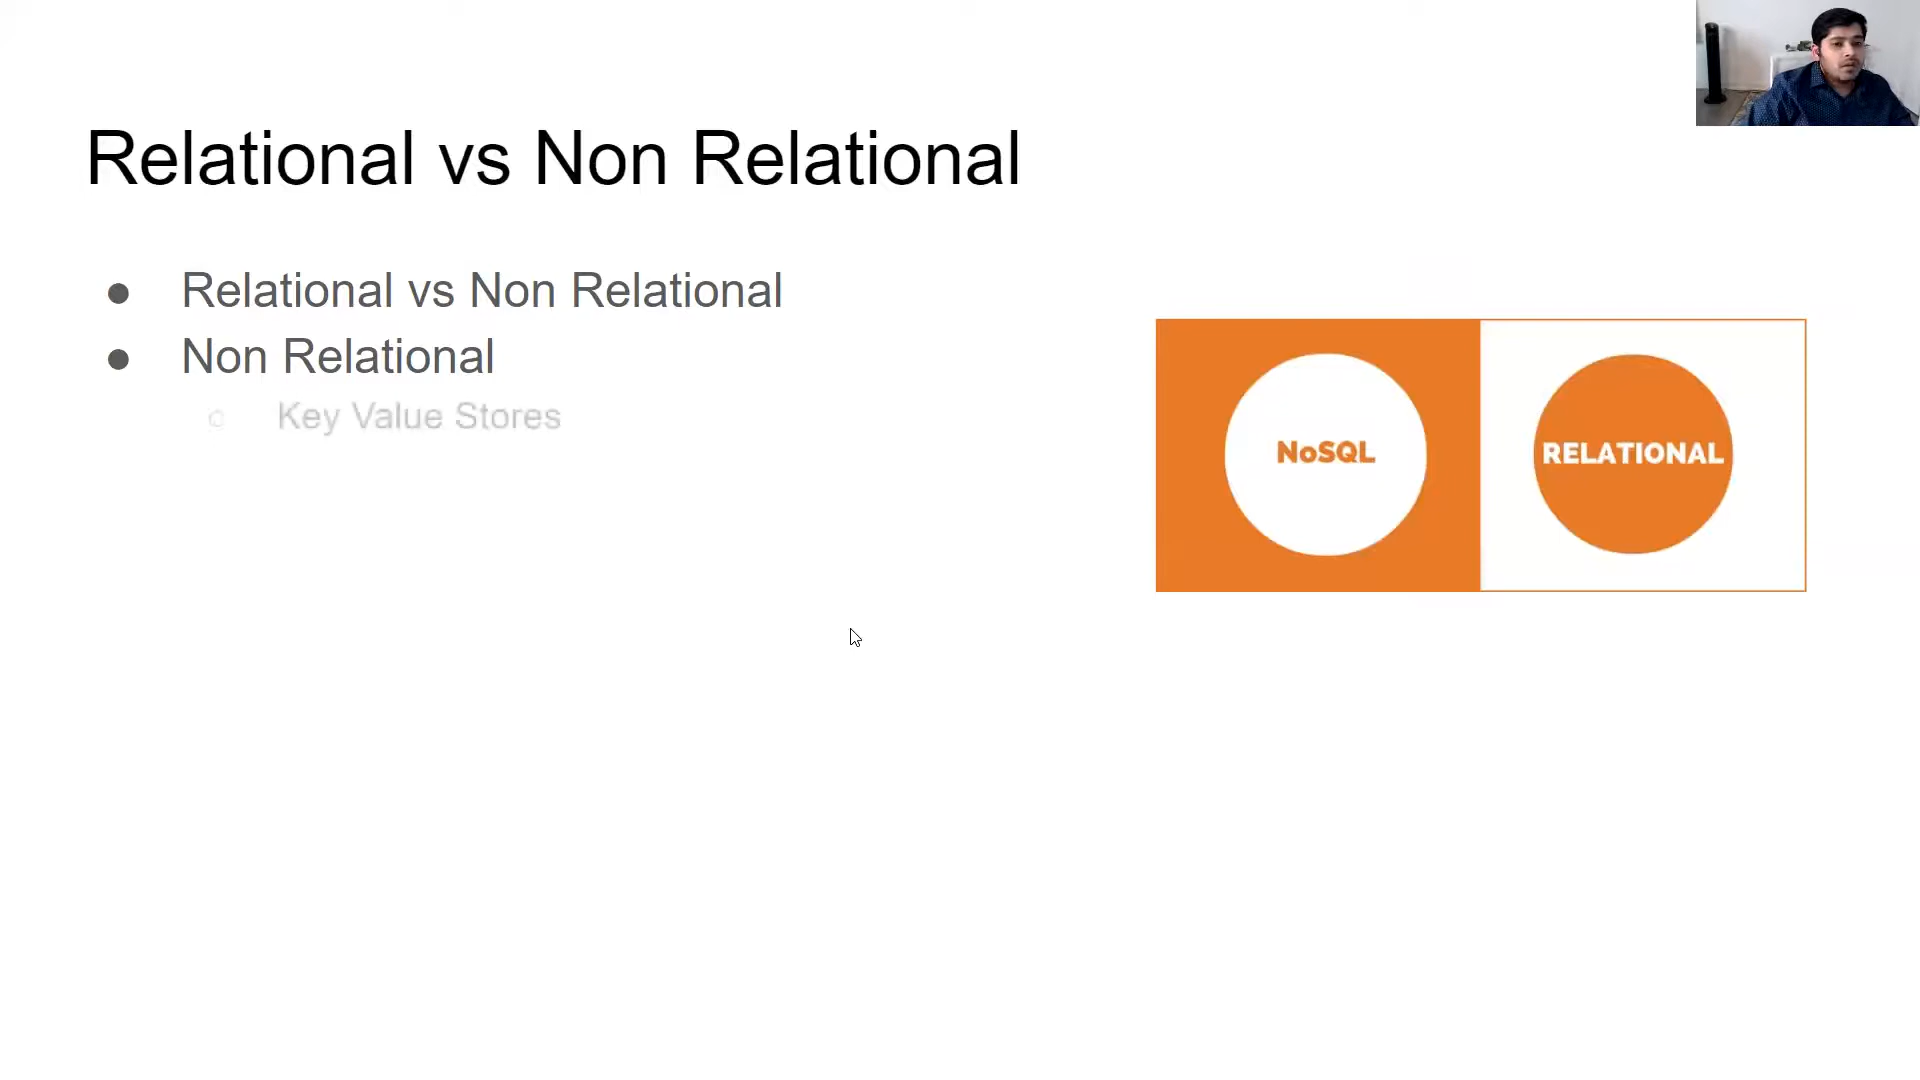 Relational vs Non Relational
Relational vs Non Relational
Non Relational
Key Value Stores
NoSQL
RELATIONAL